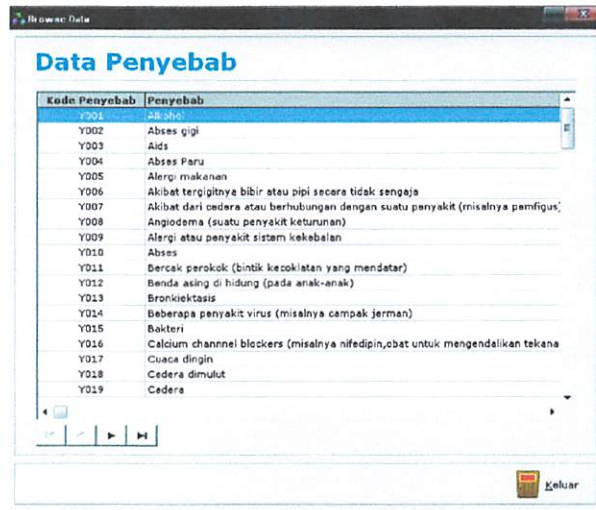 Browse Data
Data Penyebab
Kode Penyebab Penyebab
Y001 Alkohol
Y002 Abses gigi
Y003 Aids
Y004 Abses Paru
Y005 Alergi makanan
Y006 Akibat tergigitnya bibir atau pipi secara tidak sengaja
Y007 Akibat dari cedera atau berhubungan dengan suatu penyakit (misalnya pemfigus)
Y008 Angiodema (suatu penyakit keturunan)
Y009 Alergi atau penyakit sistem kekebalan
Y010 Abses
Y011 Bercak perokok (bintik kecoklatan yang mendatar)
Y012 Benda asing di hidung (pada anak-anak)
Y013 Bronkiektasis
Y014 Beberapa penyakit virus (misalnya campak jerman)
Y015 Bakteri
Y016 Calcium channnel blockers (misalnya nifedipin,obat untuk mengendalikan tekana
Y017 Cuaca dingin
Y018 Cedera dimulut
Y019 Cedera
Keluar